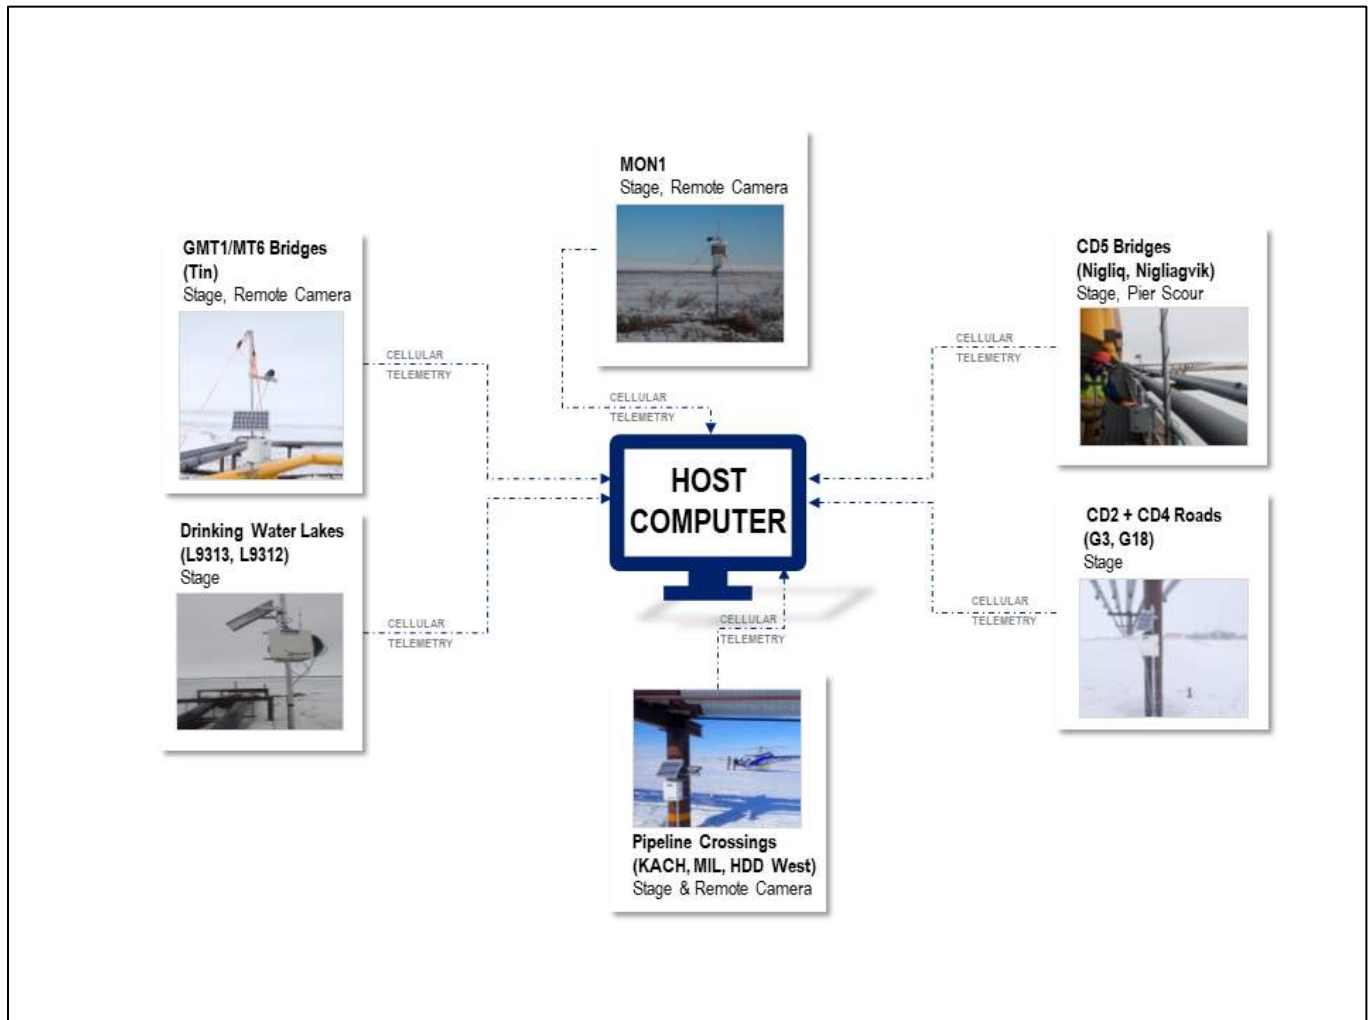 MON1
Stage, Remote Camera
GMT1/MT6 Bridges
(Tin)
Stage, Remote Camera
CELLULAR
TELEMETRY
CD5 Bridges
(Nigliq, Nigliagvik)
Stage, Pier Scour
CELLULAR
TELEMETRY
CELLULAR
TELEMETRY
HOST
COMPUTER
Drinking Water Lakes
(L9313, L9312)
Stage
CELLULAR
TELEMETRY
CD2 + CD4 Roads
(G3, G18)
Stage
CELLULAR
TELEMETRY
CELLULAR
TELEMETRY
Pipeline Crossings
(KACH, MIL, HDD West)
Stage & Remote Camera